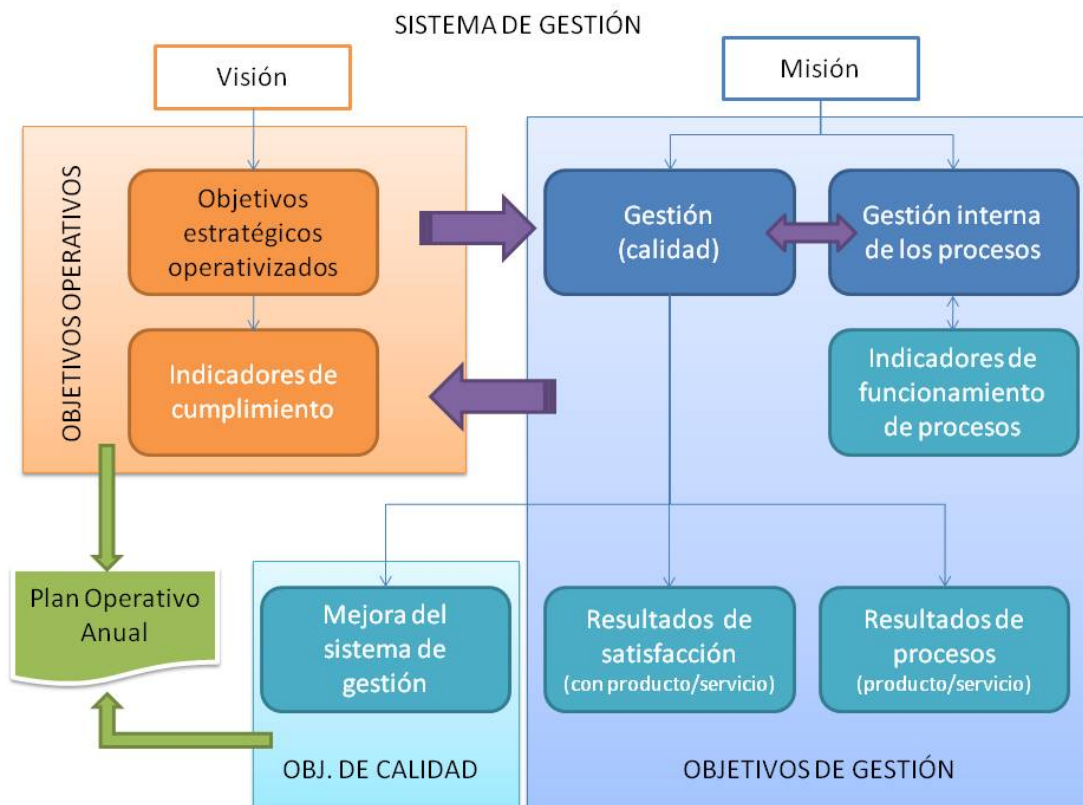 SISTEMA DE GESTIÓN
Visión
Misión
OBJETIVOS OPERATIVOS
Objetivos
estratégicos
operativizados
Gestión
(calidad)
Gestión interna
de los procesos
Indicadores de
cumplimiento
Indicadores de
funcionamiento
de procesos
Plan Operativo
Anual
Mejora del
sistema de
gestión
Resultados de
satisfacción
(con producto/servicio)
Resultados de
procesos
(producto/servicio)
OBJ. DE CALIDAD
OBJETIVOS DE GESTIÓN